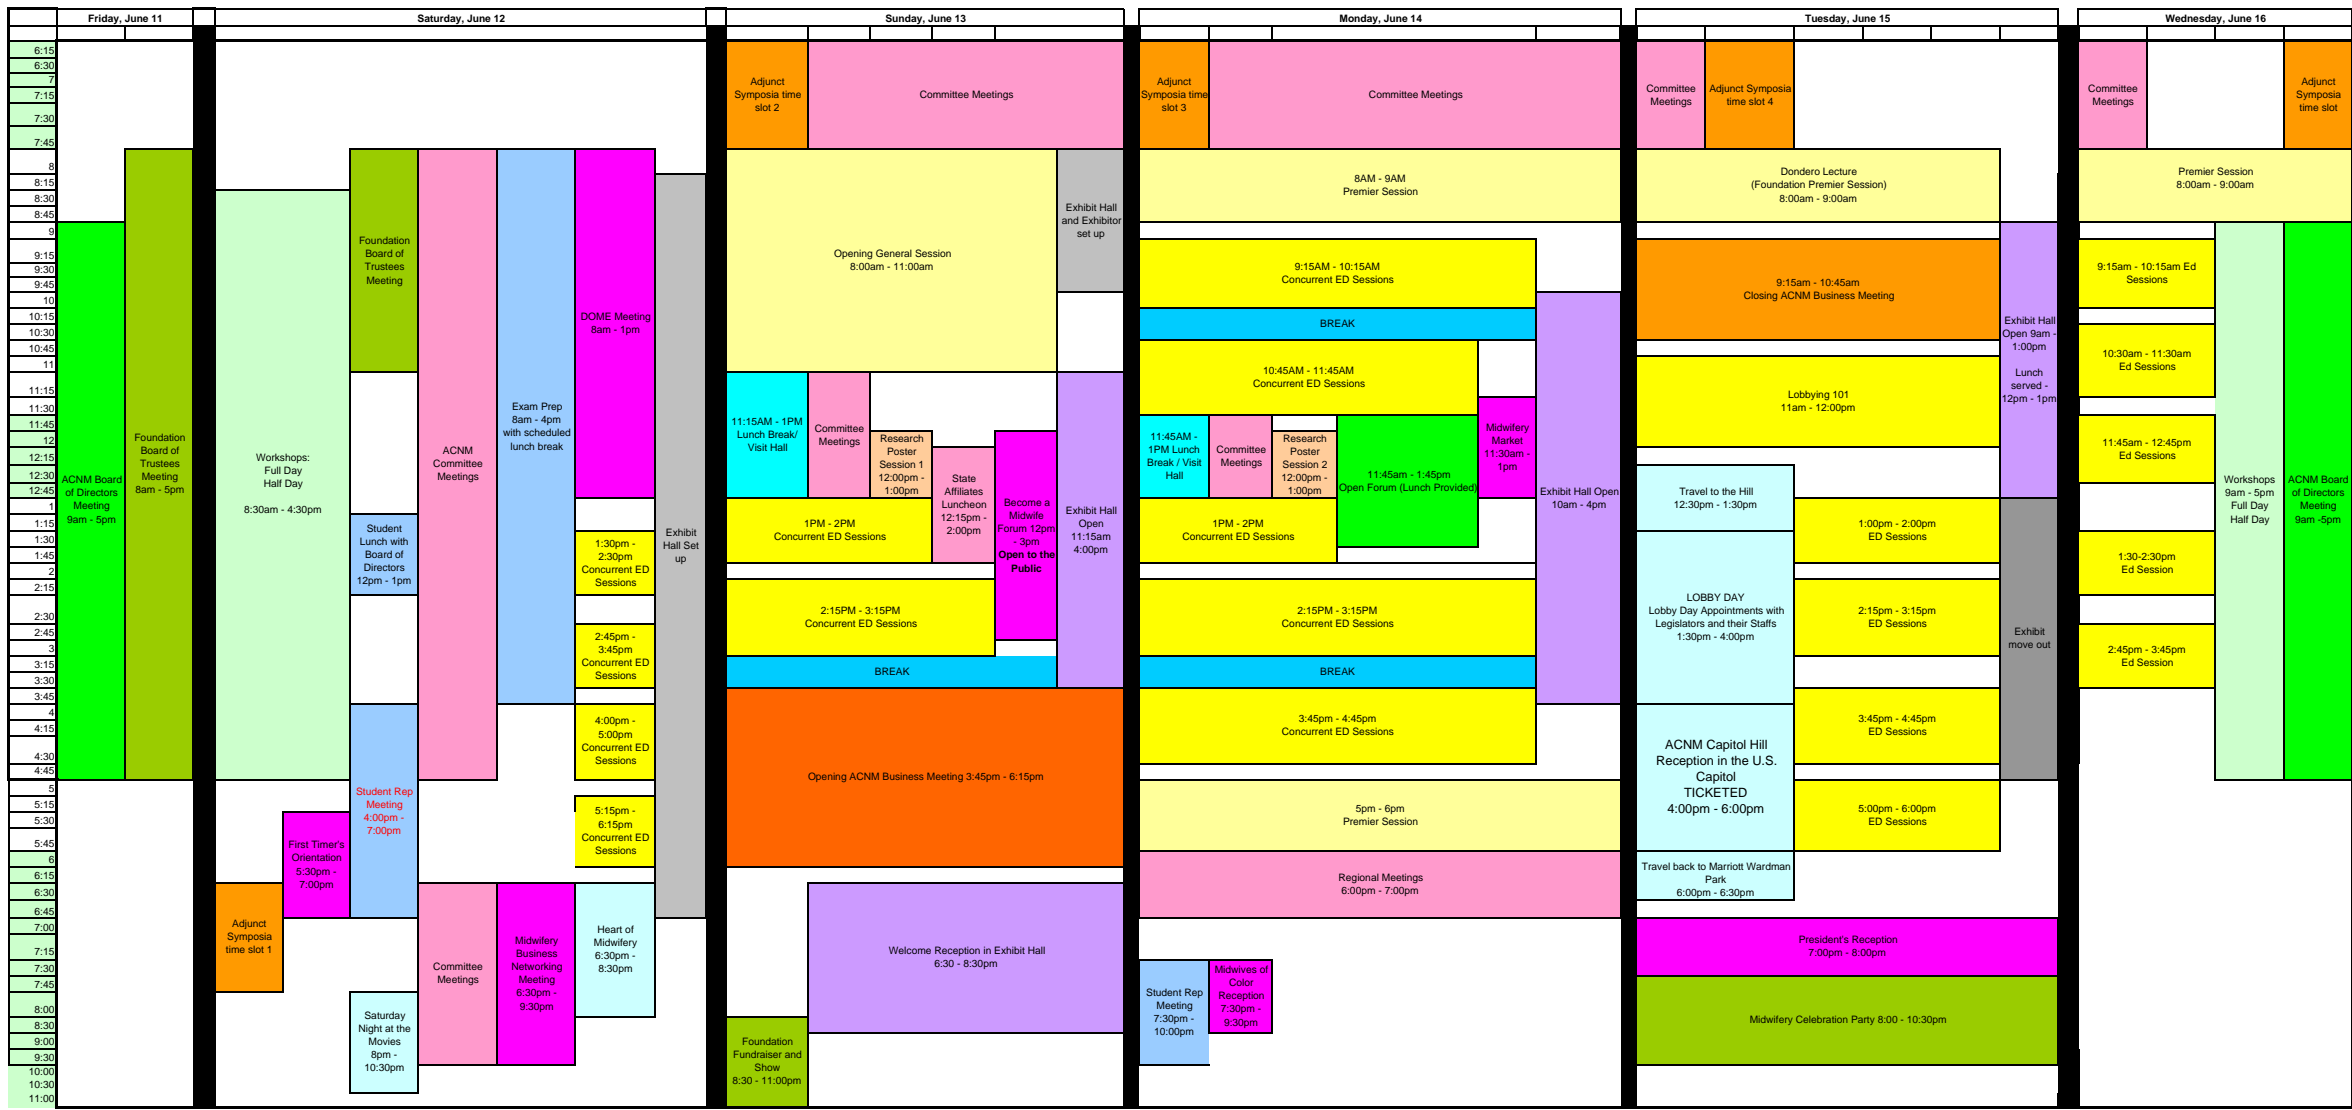 Friday, June 11
Saturday, June 12
Sunday, June 13
Monday, June 14
Tuesday, June 15
Wednesday, June 16
6:15
6:30
7
7:15
7:30
7:45
8
8:15
8:30
8:45
9
9:15
9:30
9:45
10
10:15
10:30
10:45
11
11:15
11:30
11:45
12
12:15
12:30
12:45
1
1:15
1:30
1:45
2
2:15
2:30
2:45
3
3:15
3:30
3:45
4
4:15
4:30
4:45
5
5:15
5:30
5:45
6
6:15
6:30
6:45
7:00
7:15
7:30
7:45
8:00
8:30
9:00
9:30
10:00
10:30
11:00
ACNM Board
of Directors
Meeting
9am - 5pm
Foundation
Board of
Trustees
Meeting
8am - 5pm
Workshops:
Full Day
Half Day
8:30am - 4:30pm
Adjunct
Symposia
time slot 1
First Timer's
Orientation
5:30pm -
7:00pm
Foundation
Board of
Trustees
Meeting
Student
Lunch with
Board of
Directors
12pm - 1pm
Student Rep
Meeting
4:00pm -
7:00pm
Saturday
Night at the
Movies
8pm -
10:30pm
ACNM
Committee
Meetings
Committee
Meetings
Exam Prep
8am - 4pm
with scheduled
lunch break
Midwifery
Business
Networking
Meeting
6:30pm -
9:30pm
DOME Meeting
8am - 1pm
1:30pm -
2:30pm
Concurrent ED
Sessions
2:45pm -
3:45pm
Concurrent ED
Sessions
4:00pm -
5:00pm
Concurrent ED
Sessions
5:15pm -
6:15pm
Concurrent ED
Sessions
Heart of
Midwifery
6:30pm -
8:30pm
Exhibit
Hall Set
up
Adjunct
Symposia time
slot 2
Committee Meetings
Opening General Session
8:00am - 11:00am
Exhibit Hall
and Exhibitor
set up
11:15AM - 1PM
Lunch Break/
Visit Hall
Committee
Meetings
Research
Poster
Session 1
12:00pm -
1:00pm
State
Affiliates
Luncheon
12:15pm -
2:00pm
Become a
Midwife
Forum 12pm
- 3pm
Open to the
Public
Exhibit Hall
Open
11:15am
4:00pm
1PM - 2PM
Concurrent ED Sessions
2:15PM - 3:15PM
Concurrent ED Sessions
BREAK
Opening ACNM Business Meeting 3:45pm - 6:15pm
Welcome Reception in Exhibit Hall
6:30 - 8:30pm
Foundation
Fundraiser and
Show
8:30 - 11:00pm
Adjunct
Symposia time
slot 3
Committee Meetings
8AM - 9AM
Premier Session
9:15AM - 10:15AM
Concurrent ED Sessions
BREAK
10:45AM - 11:45AM
Concurrent ED Sessions
11:45AM -
1PM Lunch
Break / Visit
Hall
Committee
Meetings
Research
Poster
Session 2
12:00pm -
1:00pm
11:45am - 1:45pm
Open Forum (Lunch Provided)
Midwifery
Market
11:30am -
1pm
Exhibit Hall Open
10am - 4pm
1PM - 2PM
Concurrent ED Sessions
2:15PM - 3:15PM
Concurrent ED Sessions
BREAK
3:45pm - 4:45pm
Concurrent ED Sessions
5pm - 6pm
Premier Session
Regional Meetings
6:00pm - 7:00pm
Student Rep
Meeting
7:30pm -
10:00pm
Midwives of
Color
Reception
7:30pm -
9:30pm
Committee
Meetings
Adjunct Symposia
time slot 4
Dondero Lecture
(Foundation Premier Session)
8:00am - 9:00am
9:15am - 10:45am
Closing ACNM Business Meeting
Exhibit Hall
Open 9am -
1:00pm
Lunch
served -
12pm - 1pm
Lobbying 101
11am - 12:00pm
Travel to the Hill
12:30pm - 1:30pm
LOBBY DAY
Lobby Day Appointments with
Legislators and their Staffs
1:30pm - 4:00pm
ACNM Capitol Hill
Reception in the U.S.
Capitol
TICKETED
4:00pm - 6:00pm
Travel back to Marriott Wardman
Park
6:00pm - 6:30pm
1:00pm - 2:00pm
ED Sessions
2:15pm - 3:15pm
ED Sessions
3:45pm - 4:45pm
ED Sessions
5:00pm - 6:00pm
ED Sessions
Exhibit
move out
President's Reception
7:00pm - 8:00pm
Midwifery Celebration Party 8:00 - 10:30pm
Committee
Meetings
Adjunct
Symposia
time slot
Premier Session
8:00am - 9:00am
9:15am - 10:15am Ed
Sessions
10:30am - 11:30am
Ed Sessions
11:45am - 12:45pm
Ed Sessions
1:30-2:30pm
Ed Session
2:45pm - 3:45pm
Ed Session
Workshops
9am - 5pm
Full Day
Half Day
ACNM Board
of Directors
Meeting
9am -5pm